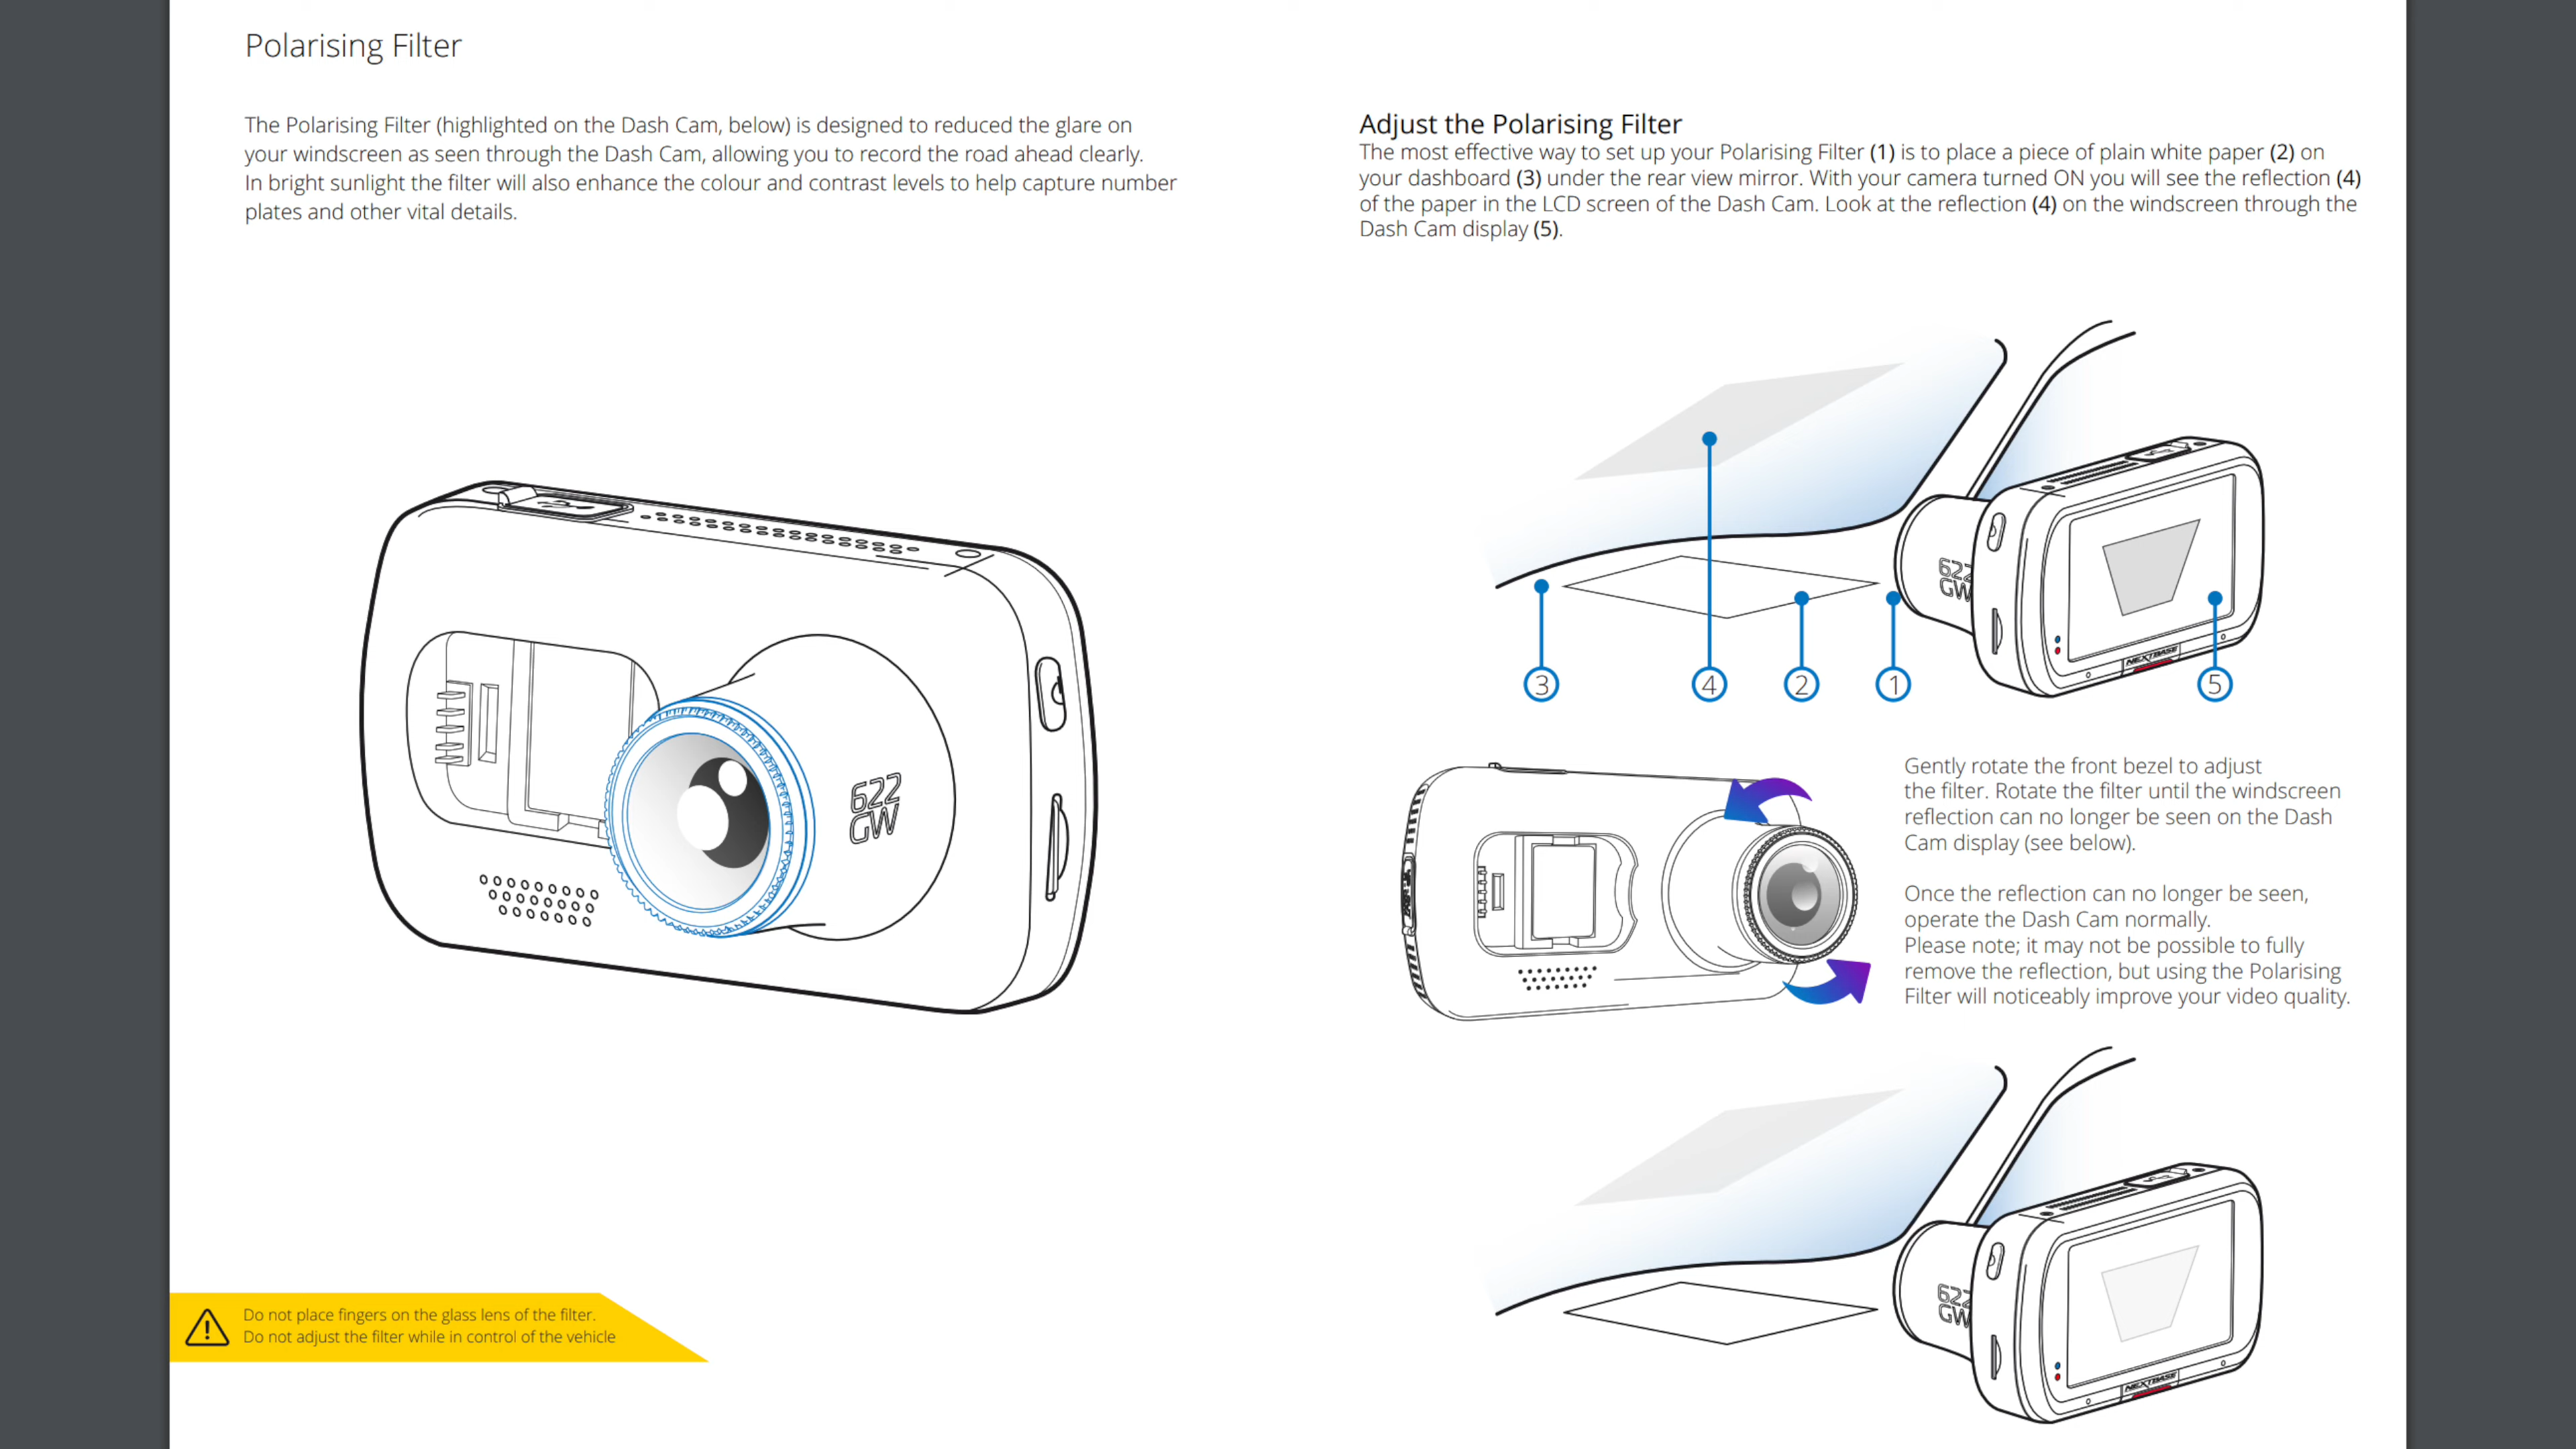 Polarising Filter
The Polarising Filter (highlighted on the Dash Cam, below) is designed to reduced the glare on
your windscreen as seen through the Dash Cam, allowing you to record the road ahead clearly.
In bright sunlight the filter will also enhance the colour and contrast levels to help capture number
plates and other vital details.
622
GW
Do not place fingers on the glass lens of the filter.
Do not adjust the filter while in control of the vehicle
Adjust the Polarising Filter
The most effective way to set up your Polarising Filter (1) is to place a piece of plain white paper (2) on
your dashboard (3) under the rear view mirror. With your camera turned ON you will see the reflection (4)
of the paper in the LCD screen of the Dash Cam. Look at the reflection (4) on the windscreen through the
Dash Cam display (5).
622
GW
NEXTBASE
3 4 2 1 5
Gently rotate the front bezel to adjust
the filter. Rotate the filter until the windscreen
reflection can no longer be seen on the Dash
Cam display (see below).
Once the reflection can no longer be seen,
operate the Dash Cam normally.
Please note; it may not be possible to fully
remove the reflection, but using the Polarising
Filter will noticeably improve your video quality.
622
GW
NEXTBASE